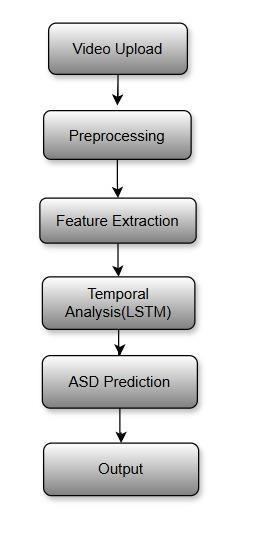 Video Upload
Preprocessing
Feature Extraction
Temporal
Analysis(LSTM)
ASD Prediction
Output